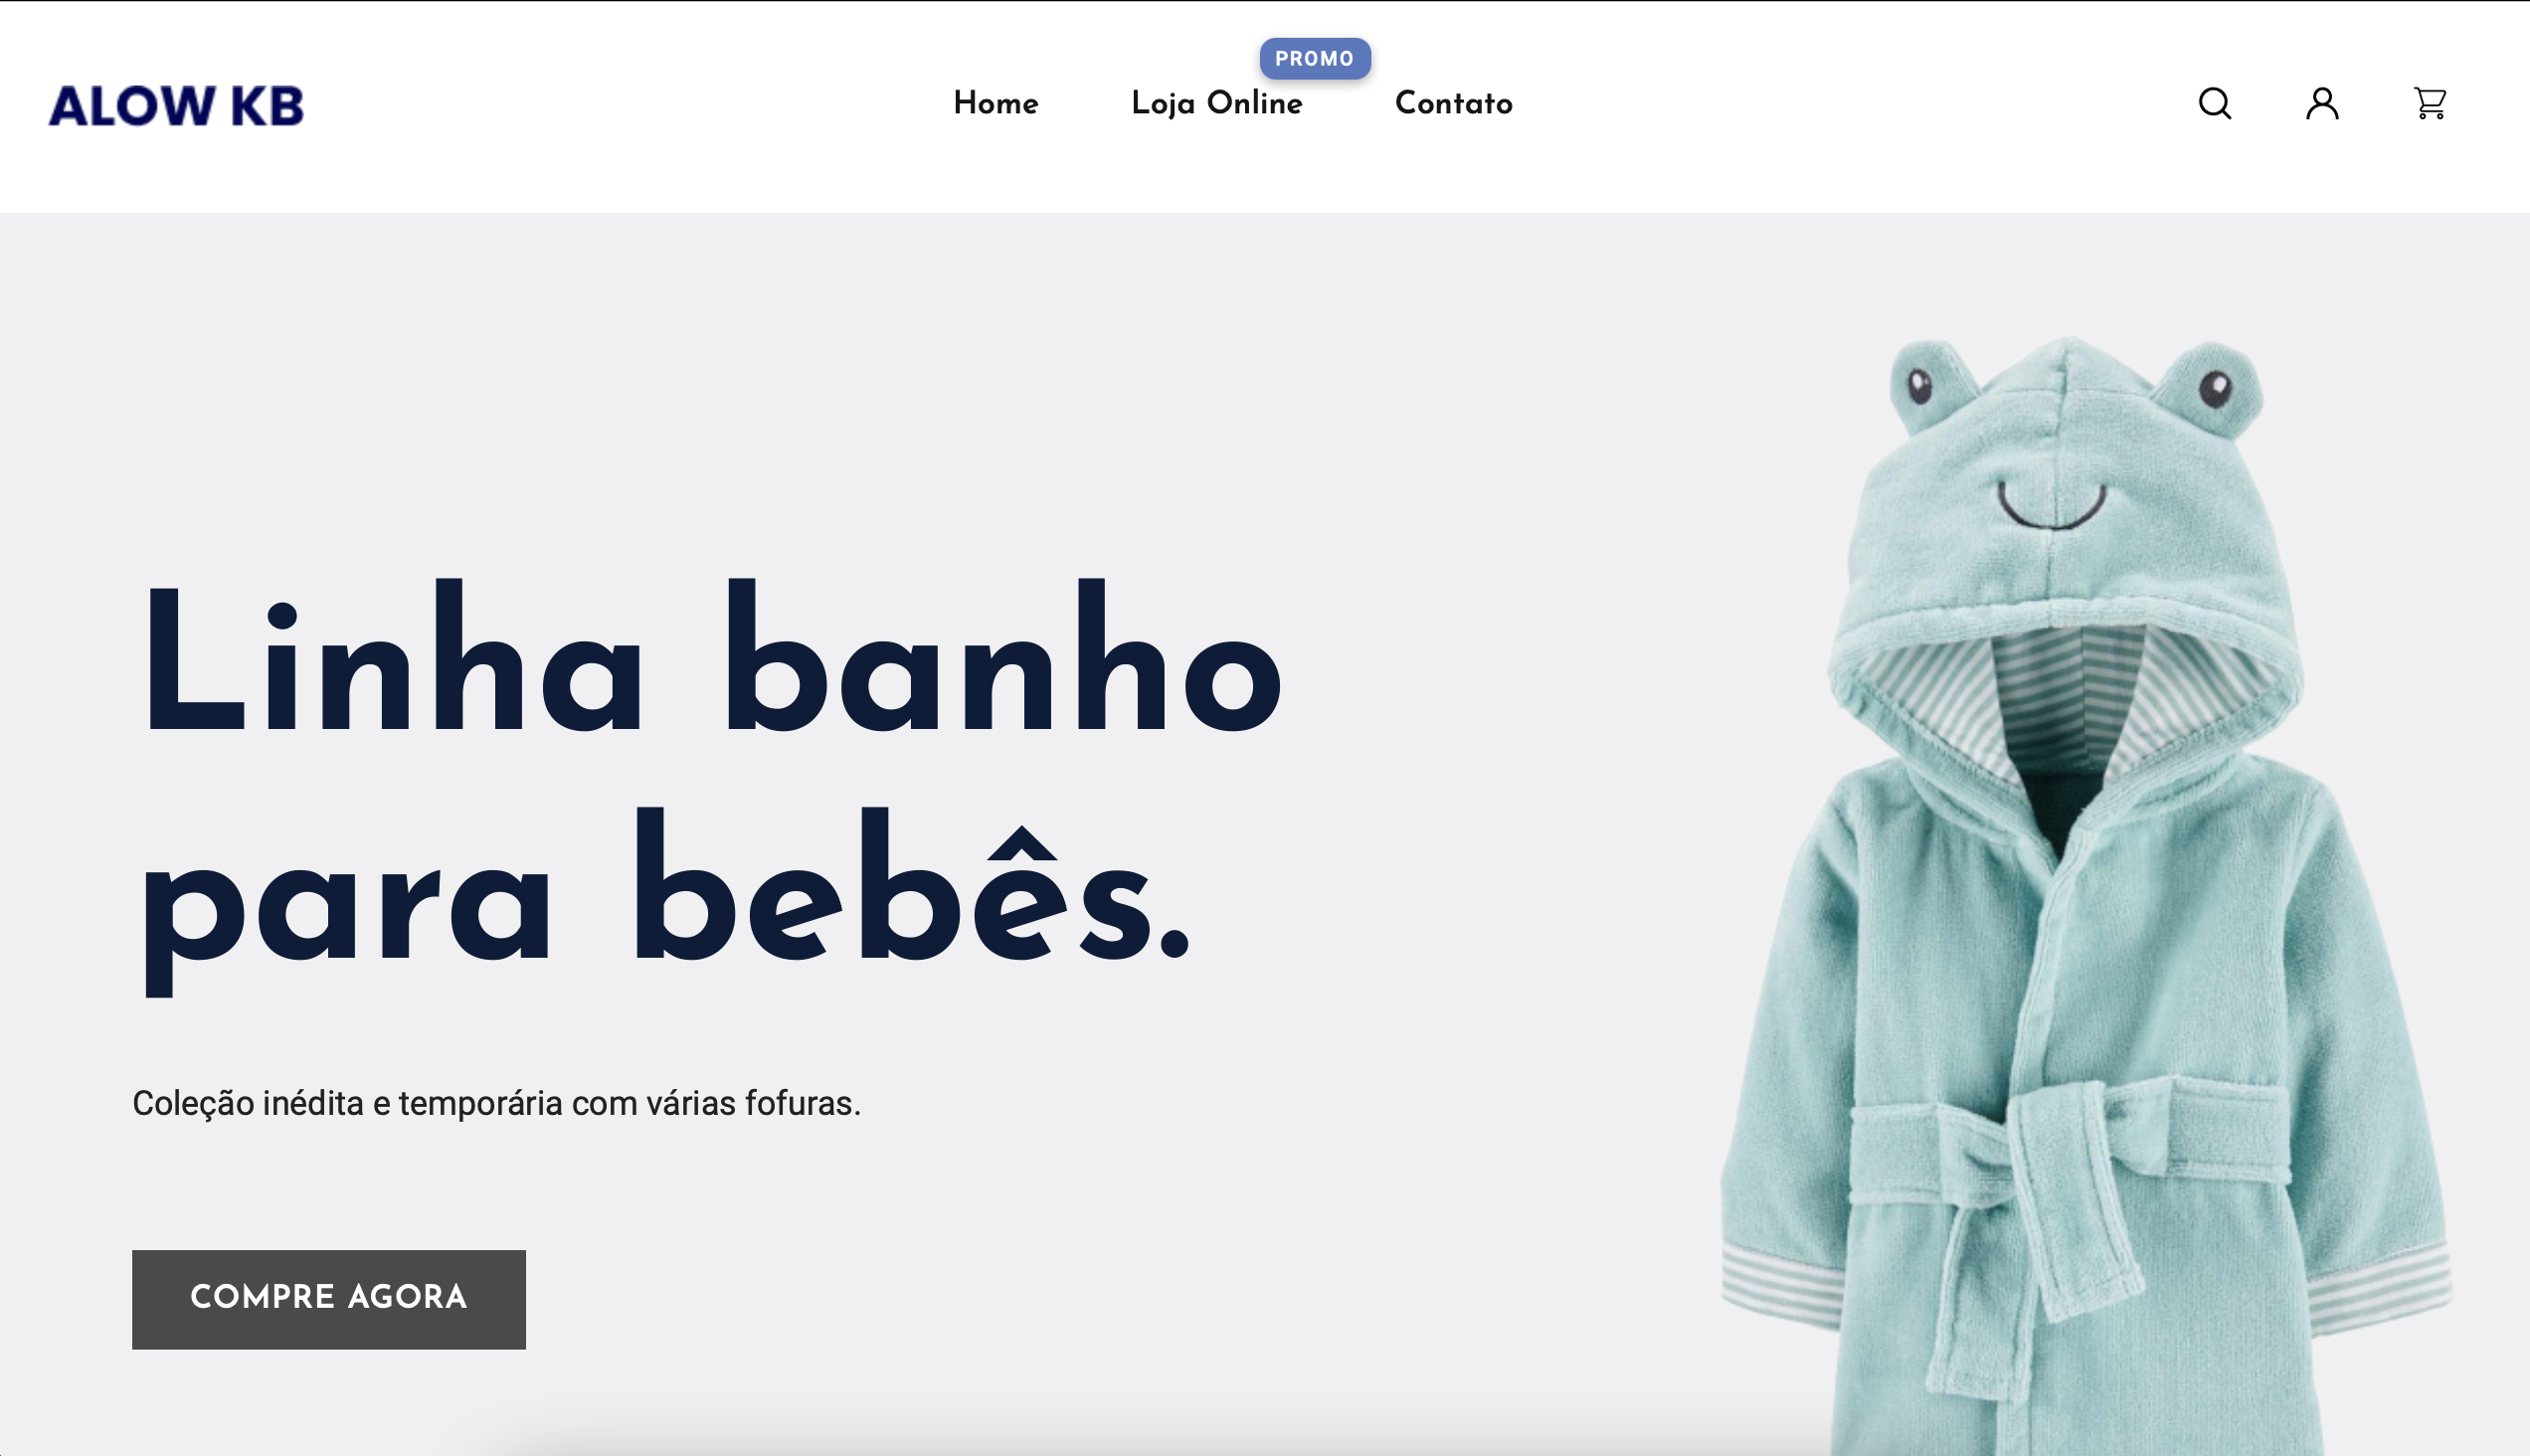 PROMO
ALOW KB
Home
Loja Online
Contato
Linha banho
para bebês.
Coleção inédita e temporária com várias fofuras.
COMPRE AGORA